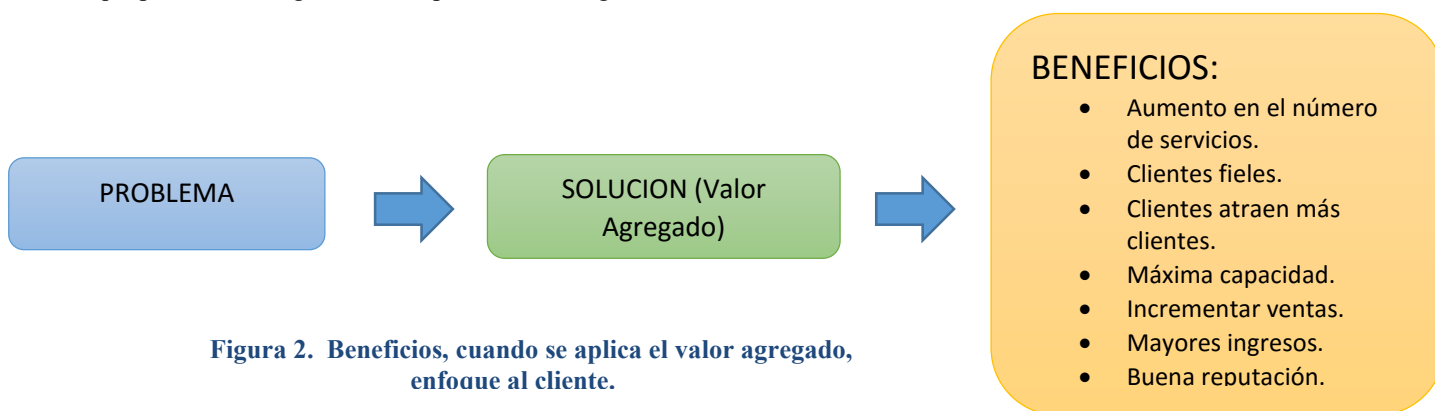 PROBLEMA
SOLUCION (Valor
Agregado)
BENEFICIOS:
• Aumento en el número
de servicios.
• Clientes fieles.
• Clientes atraen más
clientes.
• Máxima capacidad.
• Incrementar ventas.
• Mayores ingresos.
• Buena reputación.
Figura 2. Beneficios, cuando se aplica el valor agregado,
enfoque al cliente.